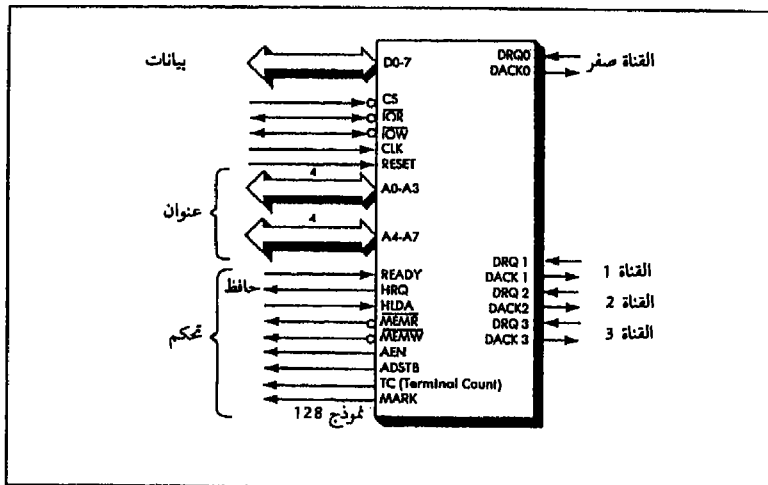 بيانات
D0-7
CS
IOR
IOW
CLK
RESET
4
A0-A3
عنوان
4
A4-A7
READY
حافظ
HRQ
HLDA
MEMR
تحكم
MEMW
AEN
ADSTB
TC (Terminal Count)
MARK
نموذج 128
DRQ0
القناة صفر
DACK0
DRQ 1
القناة 1
DACK 1
DRQ 2
القناة 2
DACK2
DRQ 3
القناة 3
DACK 3